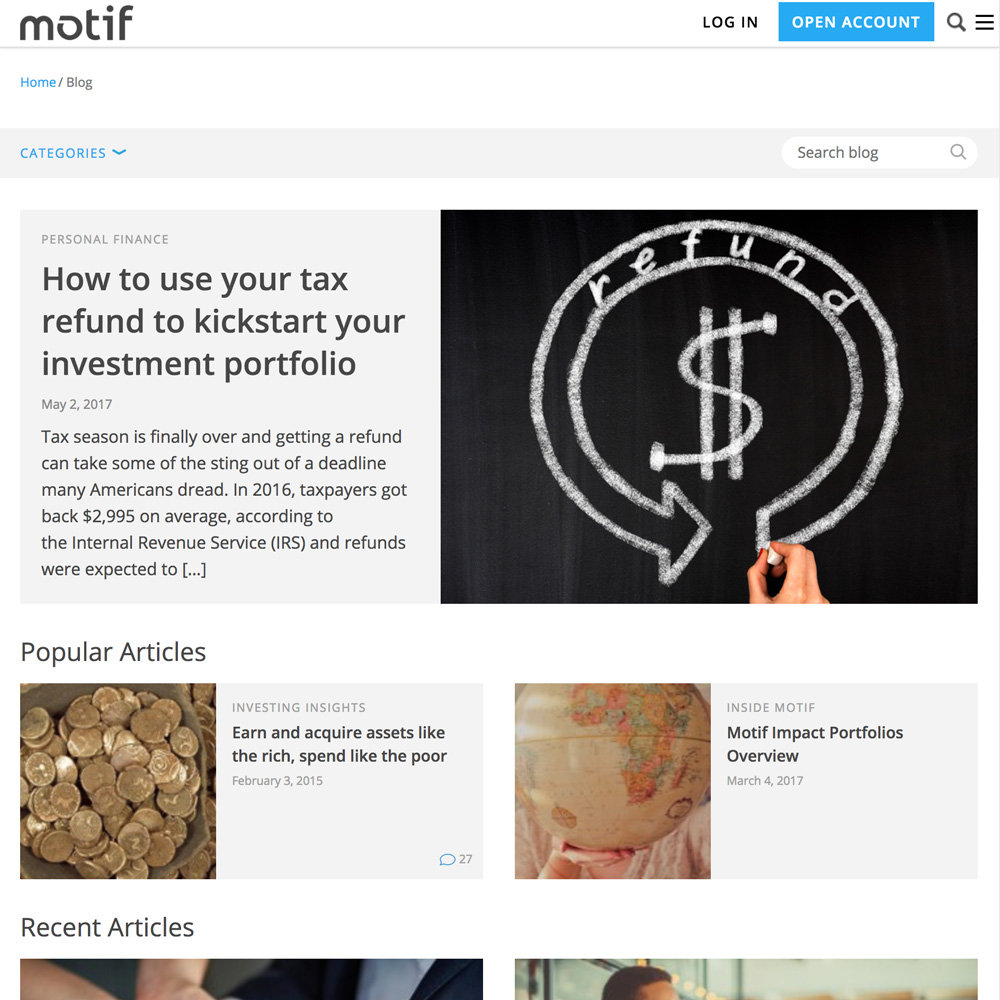 motif
LOG IN
OPEN ACCOUNT
Home / Blog
CATEGORIES
Search blog
PERSONAL FINANCE
How to use your tax
refund to kickstart your
investment portfolio
May 2, 2017
Tax season is finally over and getting a refund
can take some of the sting out of a deadline
many Americans dread. In 2016, taxpayers got
back $2,995 on average, according to
the Internal Revenue Service (IRS) and refunds
were expected to [...]
refund
$
Popular Articles
INVESTING INSIGHTS
Earn and acquire assets like
the rich, spend like the poor
February 3, 2015
27
INSIDE MOTIF
Motif Impact Portfolios
Overview
March 4, 2017
Recent Articles